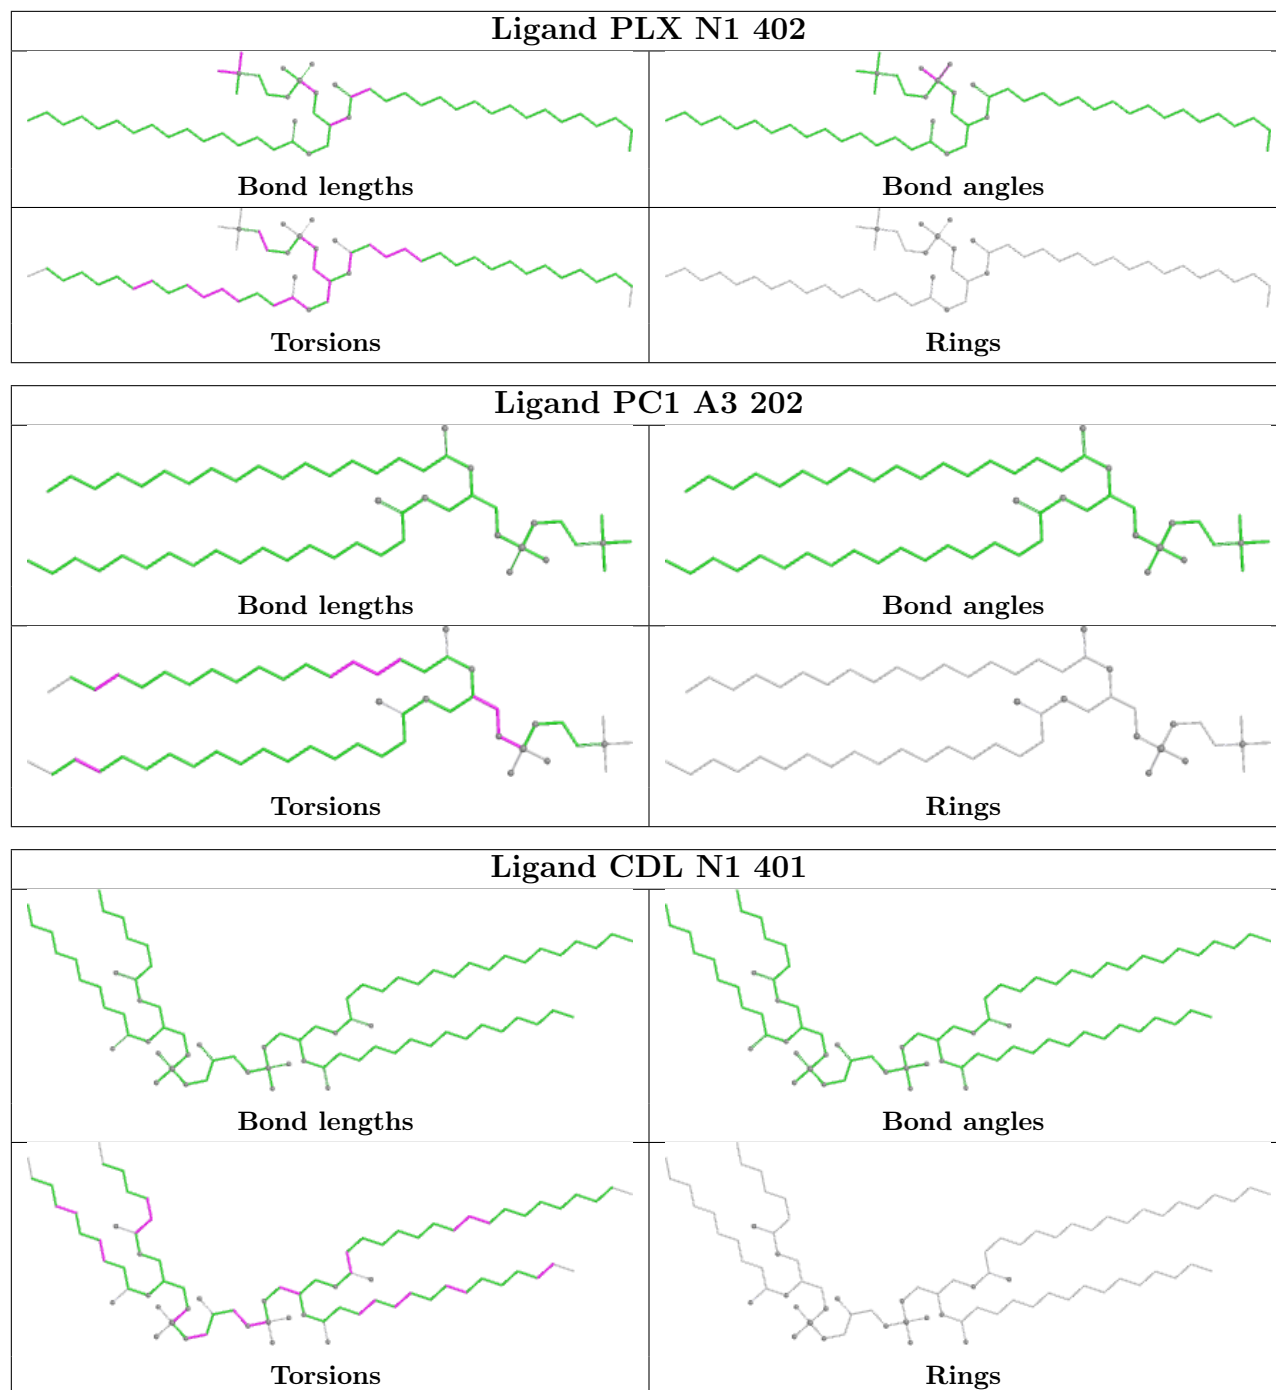 Ligand PLX N1 402
Bond lengths
Bond angles
Torsions
Rings
Ligand PC1 A3 202
Bond lengths
Bond angles
Torsions
Rings
Ligand CDL N1 401
Bond lengths
Bond angles
Torsions
Rings